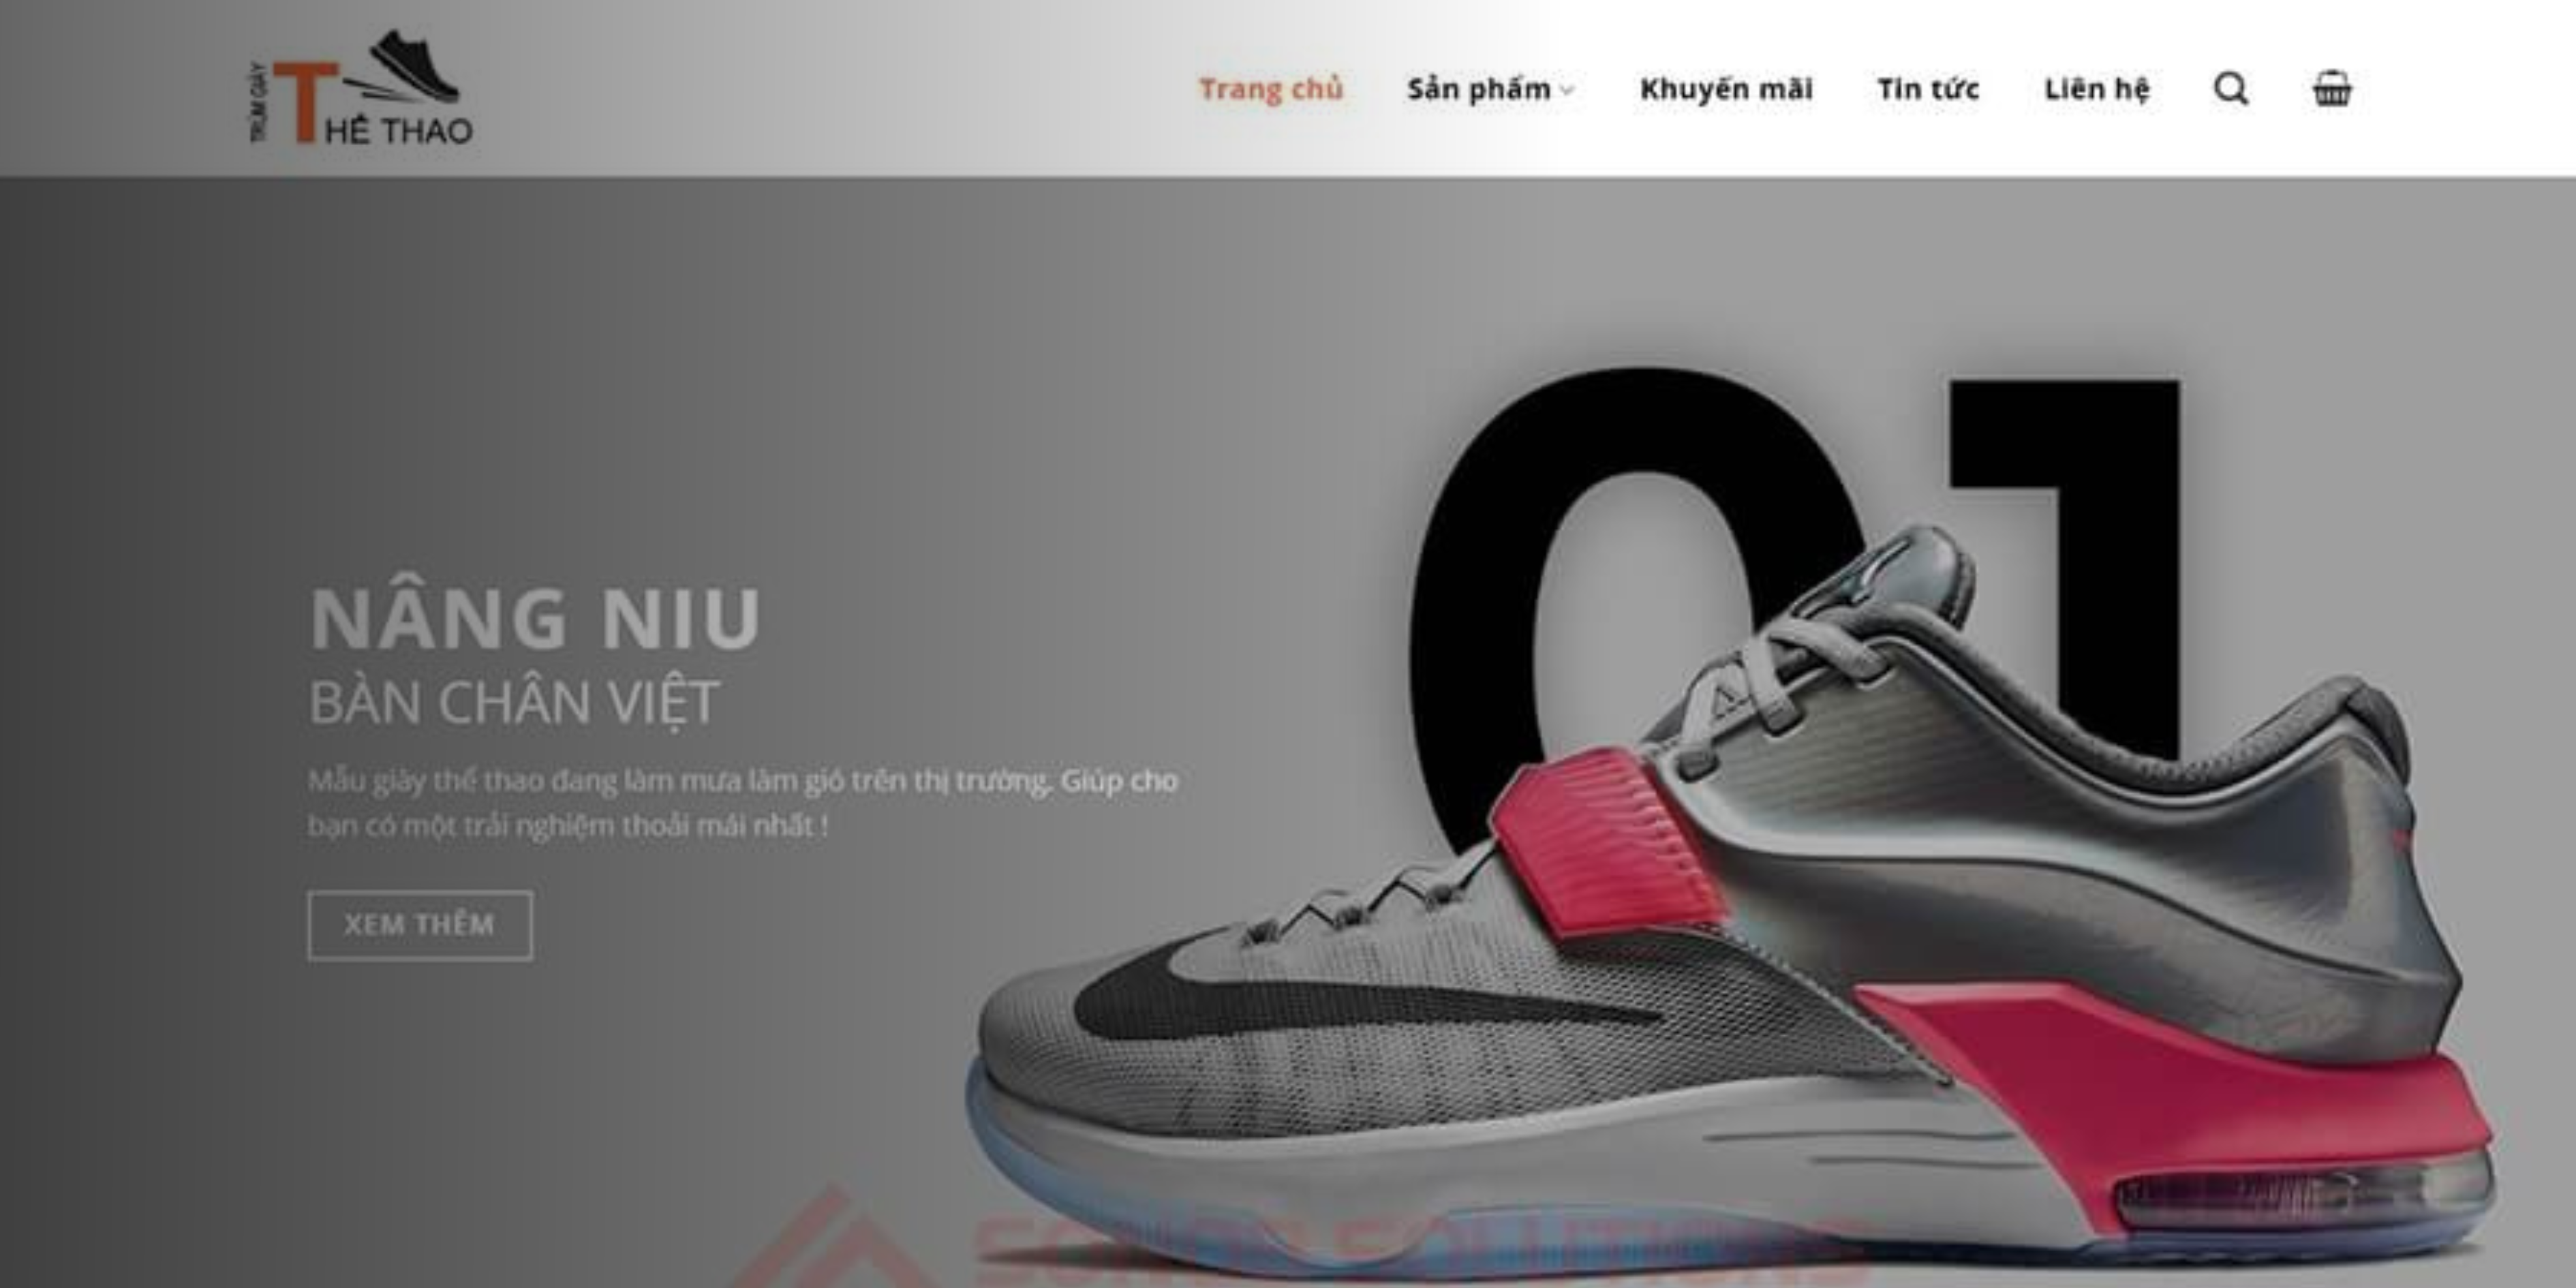 TRÙM GIÀY
THỂ THAO
Trang chủ
Sản phẩm
Khuyến mãi
Tin tức
Liên hệ
01
NÂNG NIU
BÀN CHÂN VIỆT
Mẫu giày thể thao đang làm mưa làm gió trên thị trường. Giúp cho
bạn có một trải nghiệm thoải mái nhất !
XEM THÊM
SOLUTIONS